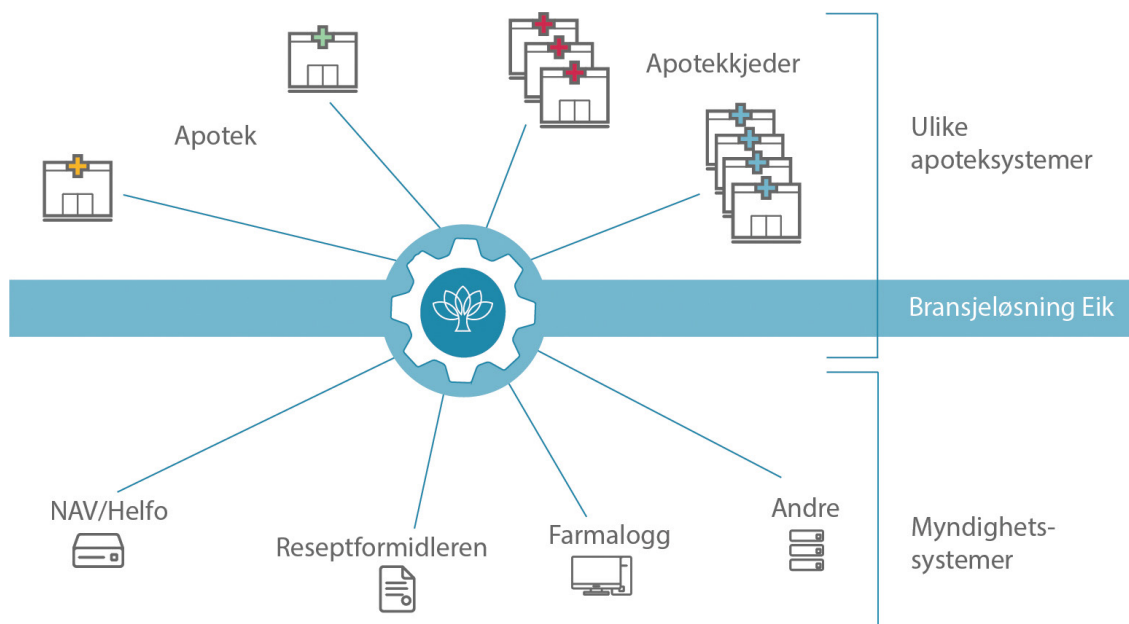 Apotekkjeder
Apotek
Ulike
apoteksystemer
Bransjeløsning Eik
NAV/Helfo
Reseptformidleren
Farmalogg
Andre
Myndighets-
systemer